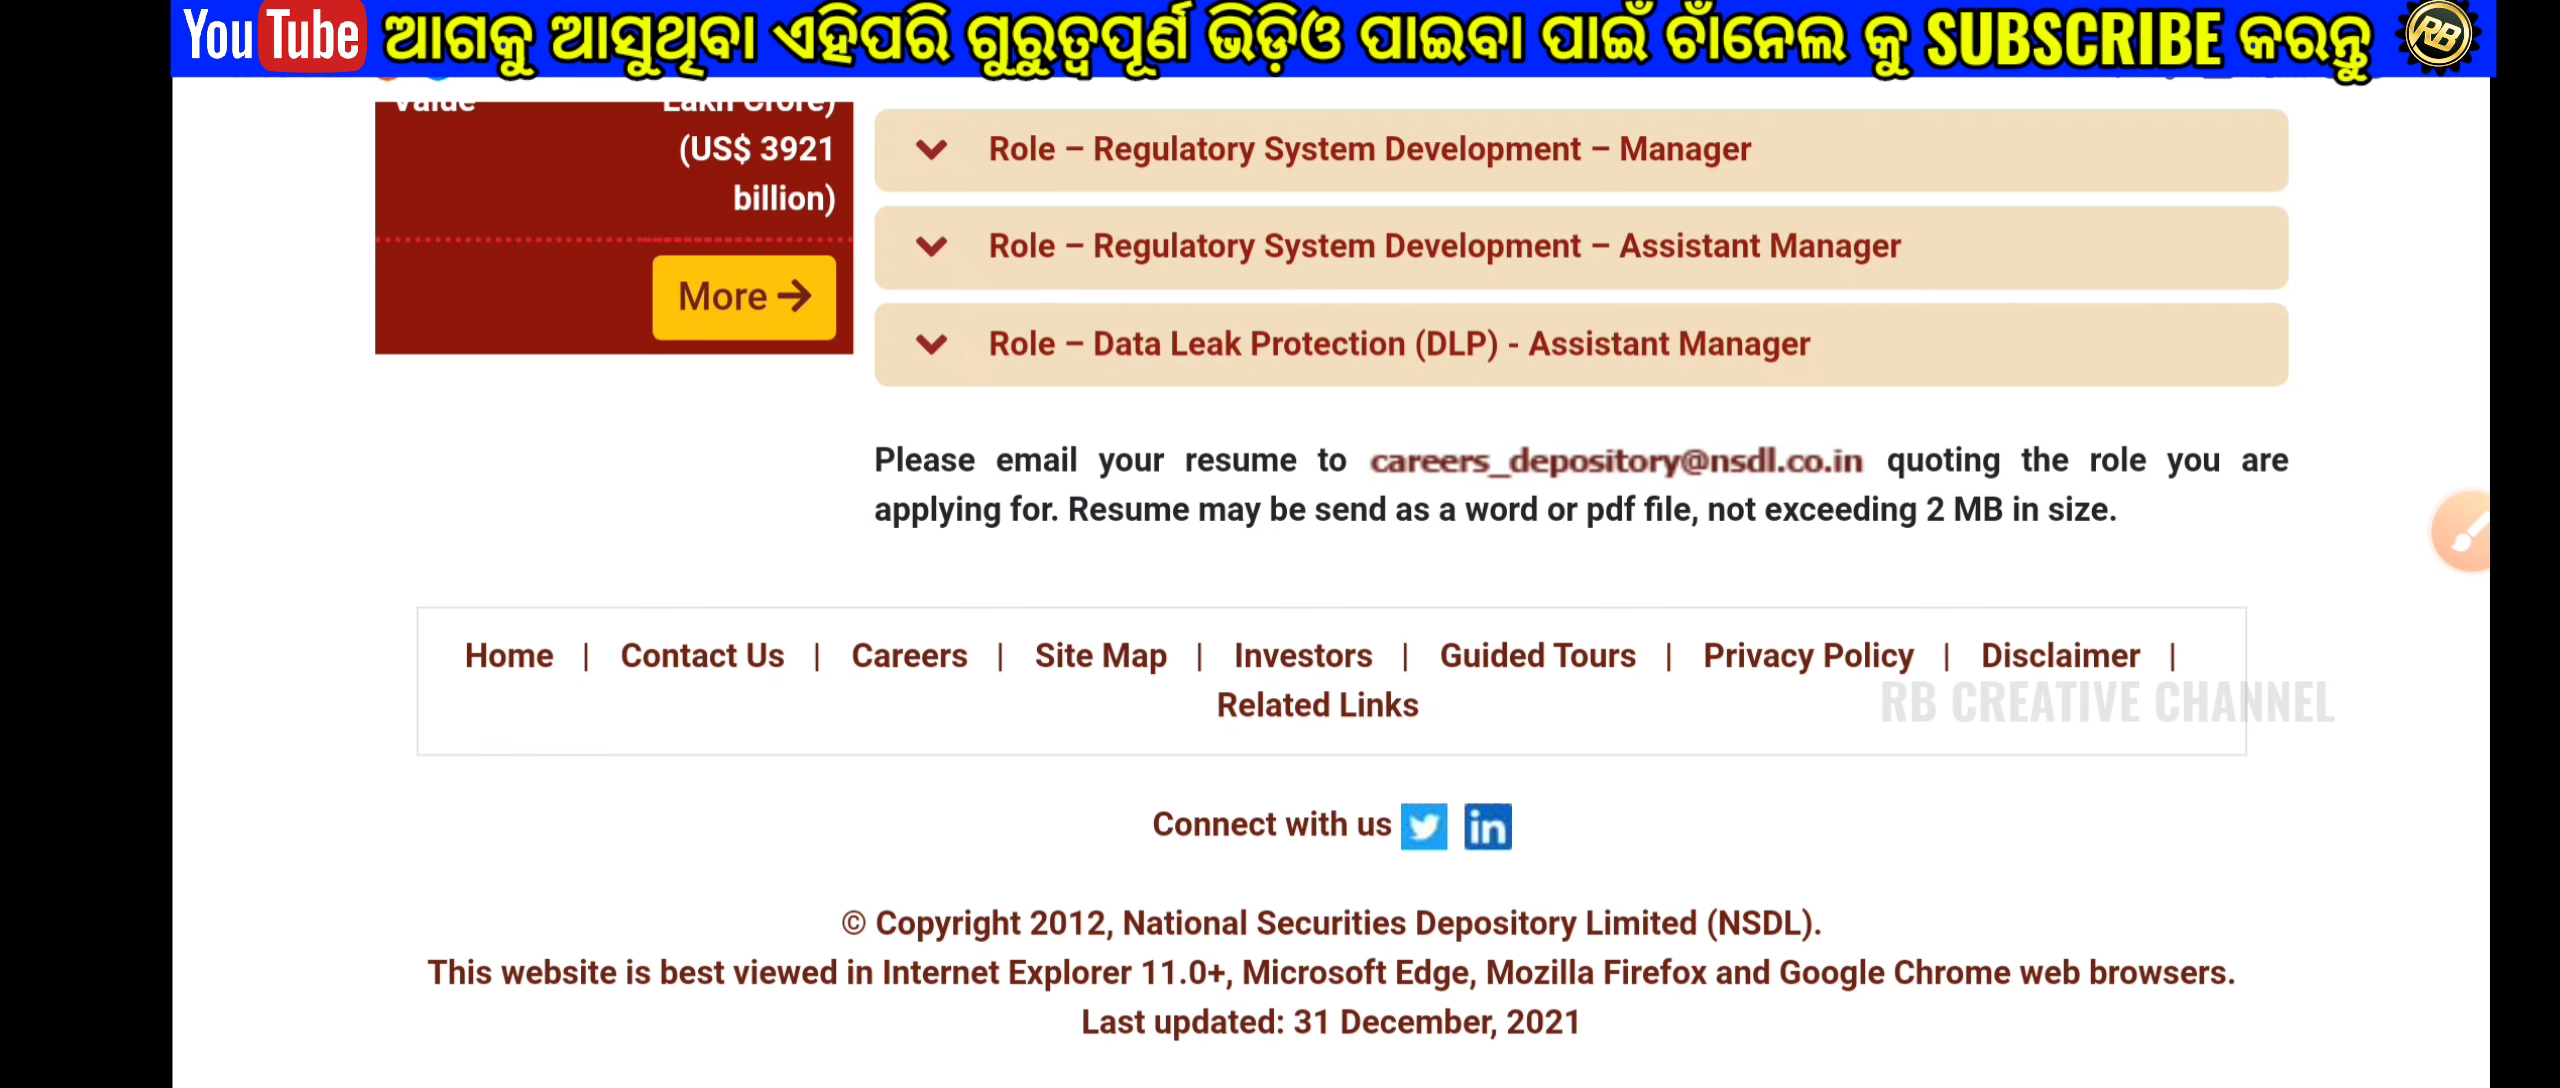 YouTube ଆଗକୁ ଆସୁଥିବା ଏହିପରି ଗୁରୁତ୍ୱପୂର୍ଣ ଭିଡ଼ିଓ ପାଇବା ପାଇଁ ଚାଁନେଲ କୁ SUBSCRIBE କରନ୍ତୁ RB
Value Lakh Crore)
(US$ 3921
billion)
More
Role – Regulatory System Development – Manager
Role – Regulatory System Development – Assistant Manager
Role – Data Leak Protection (DLP) - Assistant Manager
Please email your resume to careers_depository@nsdl.co.in quoting the role you are
applying for. Resume may be send as a word or pdf file, not exceeding 2 MB in size.
Home | Contact Us | Careers | Site Map | Investors | Guided Tours | Privacy Policy | Disclaimer |
Related Links
RB CREATIVE CHANNEL
Connect with us in
© Copyright 2012, National Securities Depository Limited (NSDL).
This website is best viewed in Internet Explorer 11.0+, Microsoft Edge, Mozilla Firefox and Google Chrome web browsers.
Last updated: 31 December, 2021